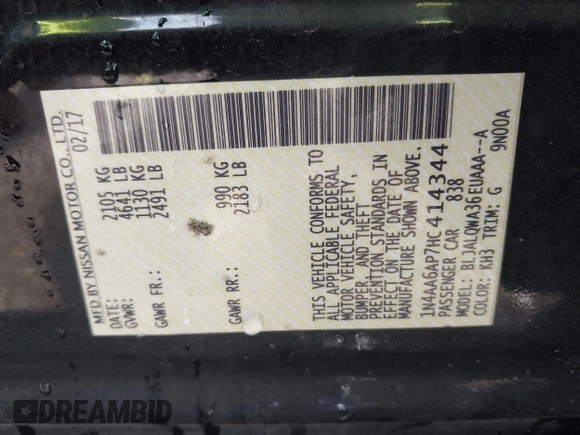 MFD BY NISSAN MOTOR CO., LTD.
DATE: 02/17
GVWR: 2105 KG
4641 LB
GAWR FR.: 1130 KG
2491 LB
GAWR RR.: 990 KG
2183 LB
THIS VEHICLE CONFORMS TO
ALL APPLICABLE FEDERAL
MOTOR VEHICLE SAFETY,
BUMPER, AND THEFT
PREVENTION STANDARDS IN
EFFECT ON THE DATE OF
MANUFACTURE SHOWN ABOVE.
1N4AA6AP7HC414344
PASSENGER CAR 838
MODEL: BLJALQWA36EUAAA--A
COLOR: KH3 TRIM: G 9N00A
DREAMBID